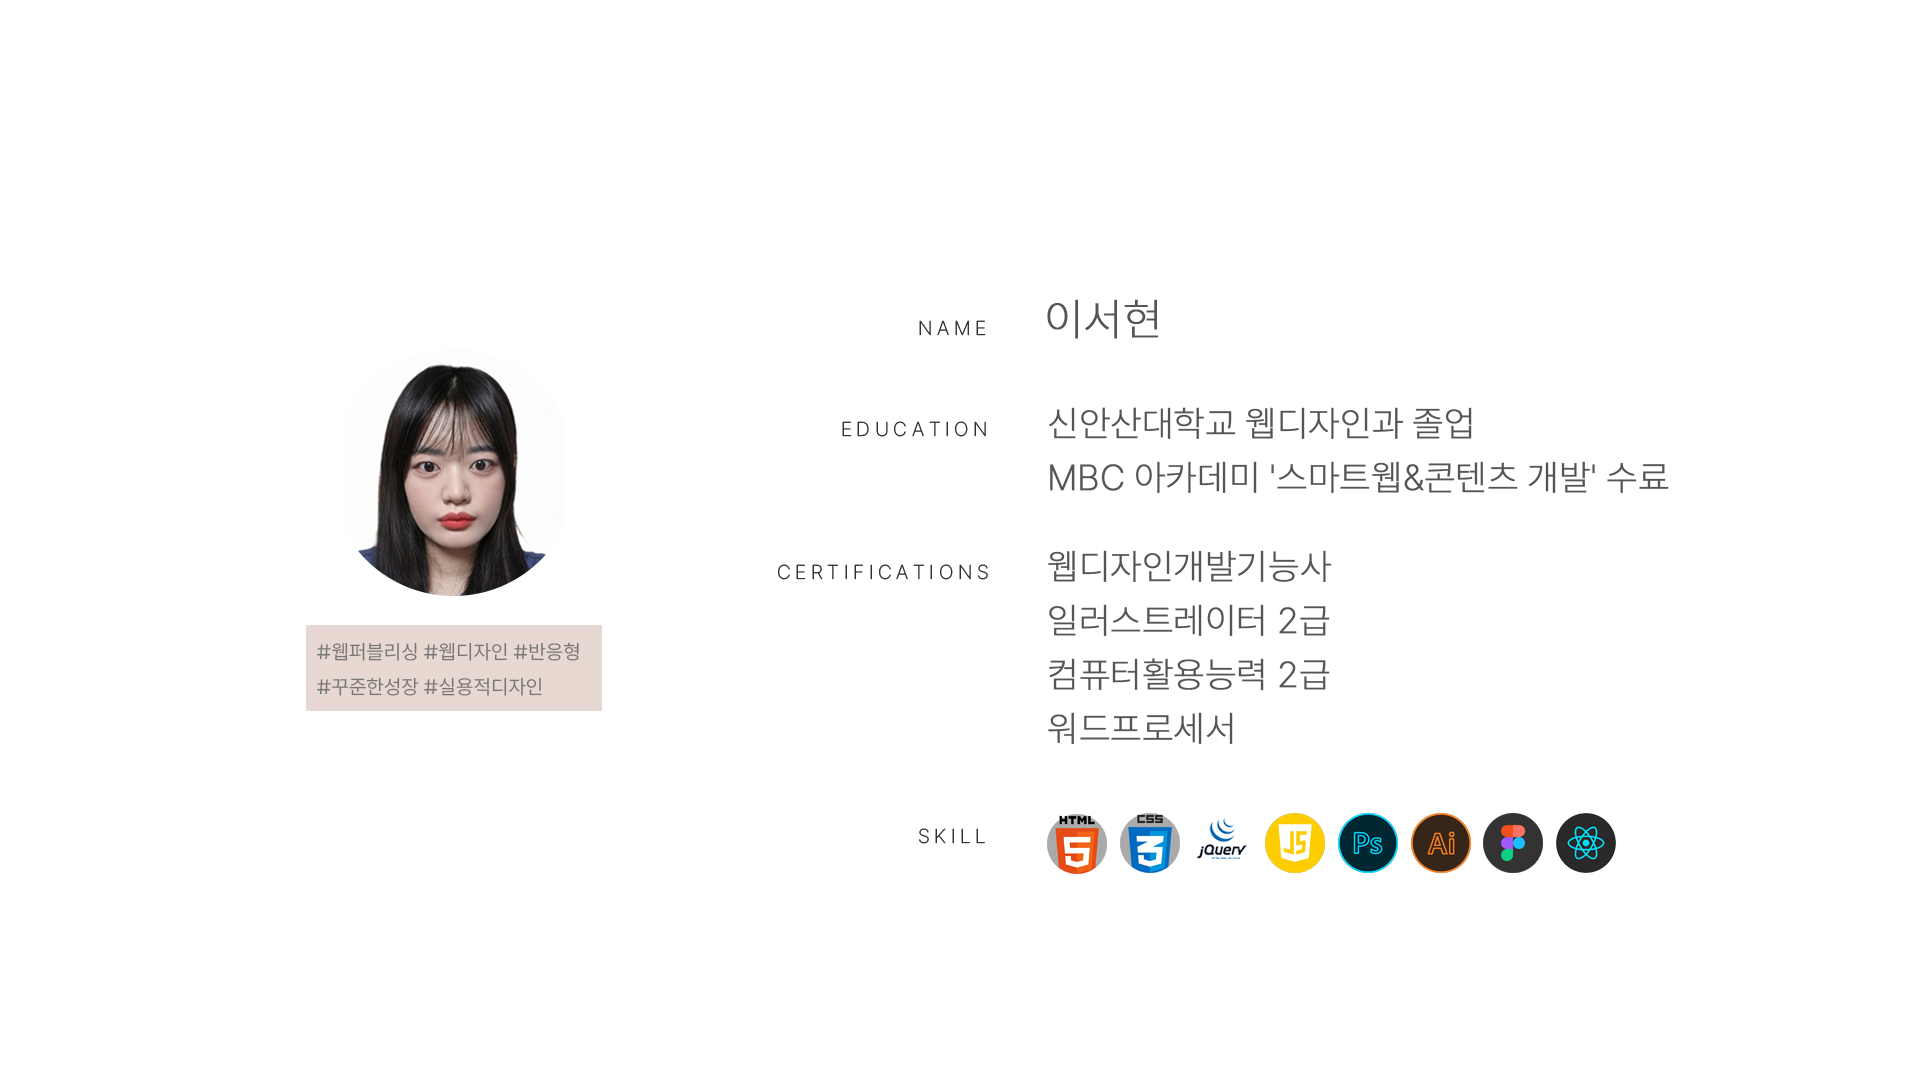 NAME 이서현
EDUCATION 신안산대학교 웹디자인과 졸업
MBC 아카데미 '스마트웹&콘텐츠 개발' 수료
CERTIFICATIONS 웹디자인개발기능사
일러스트레이터 2급
컴퓨터활용능력 2급
워드프로세서
#웹퍼블리싱 #웹디자인 #반응형
#꾸준한성장 #실용적디자인
SKILL
HTML 5
CSS 3
jQuery
JS
Ps
Ai